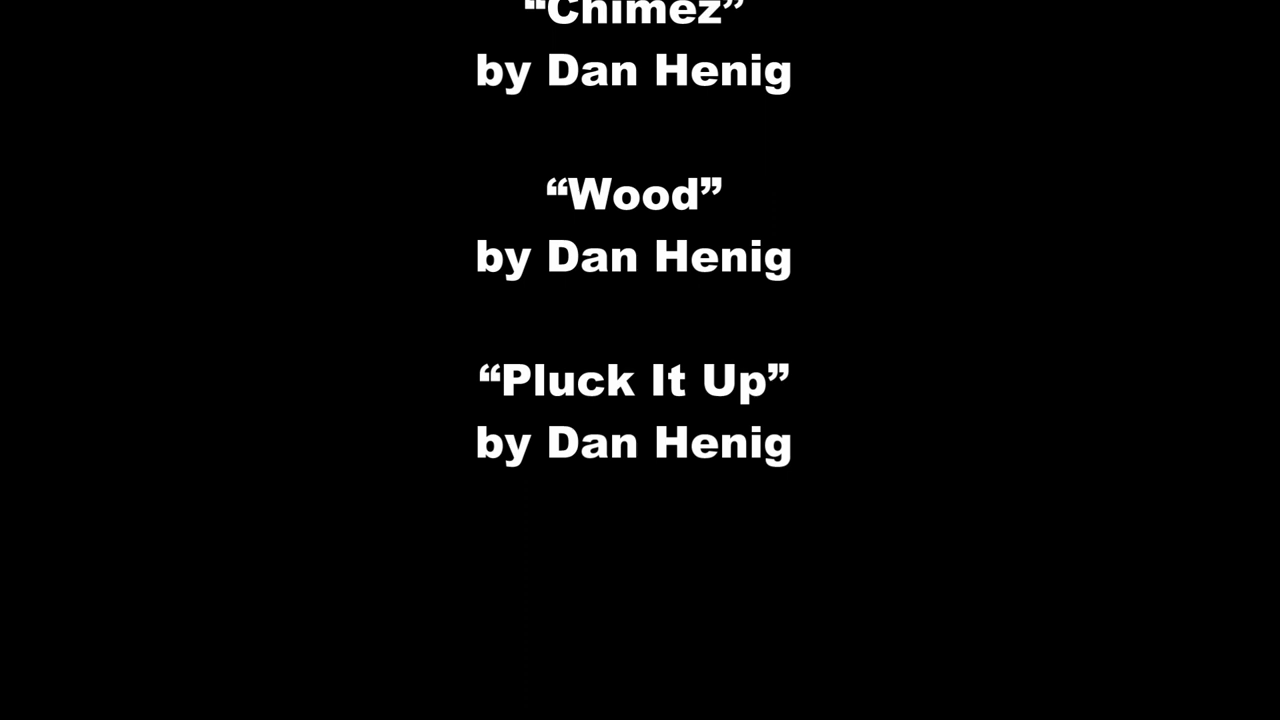 “Chimez”
by Dan Henig
“Wood”
by Dan Henig
“Pluck It Up”
by Dan Henig